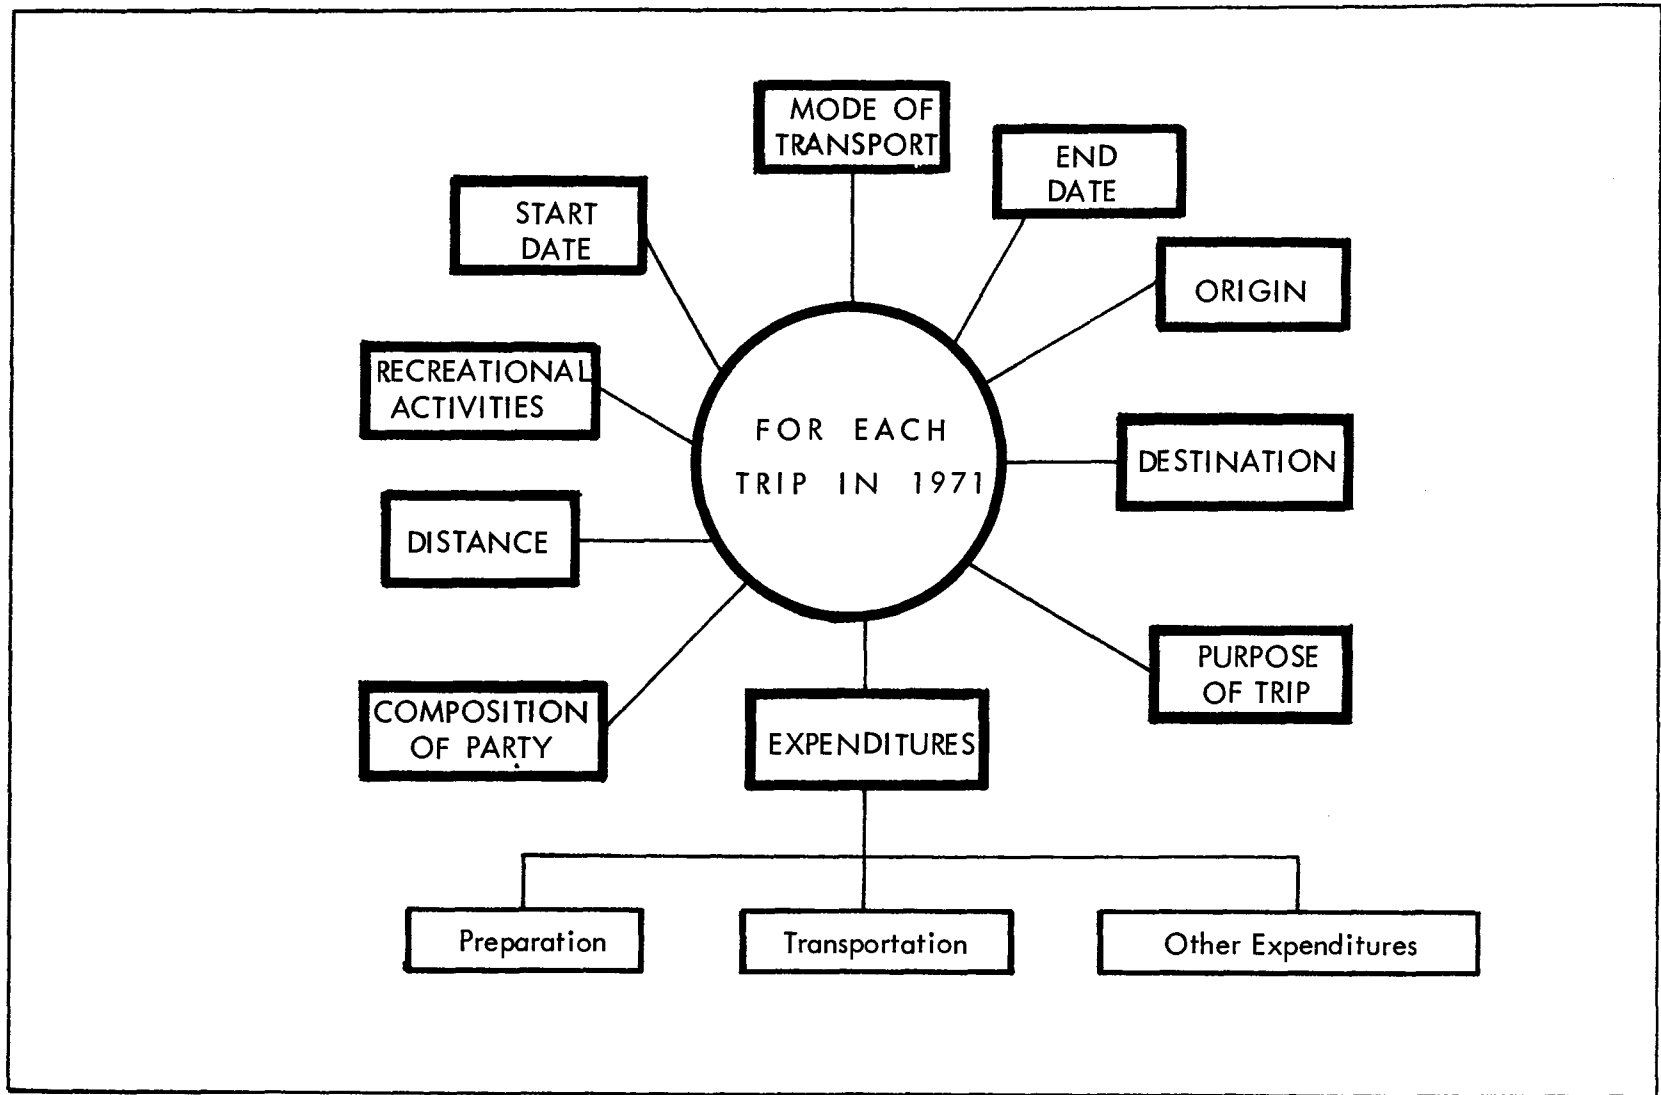 MODE OF
TRANSPORT
END
DATE
START
DATE
ORIGIN
RECREATIONAL
ACTIVITIES
FOR EACH
TRIP IN 1971
DESTINATION
DISTANCE
PURPOSE
OF TRIP
COMPOSITION
OF PARTY
EXPENDITURES
Preparation
Transportation
Other Expenditures